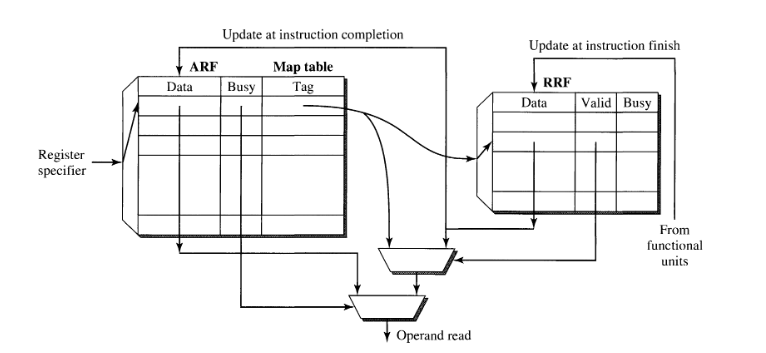 Update at instruction completion
Update at instruction finish
ARF
Map table
RRF
Data
Busy
Tag
Data
Valid
Busy
Register
specifier
From
functional
units
Operand read